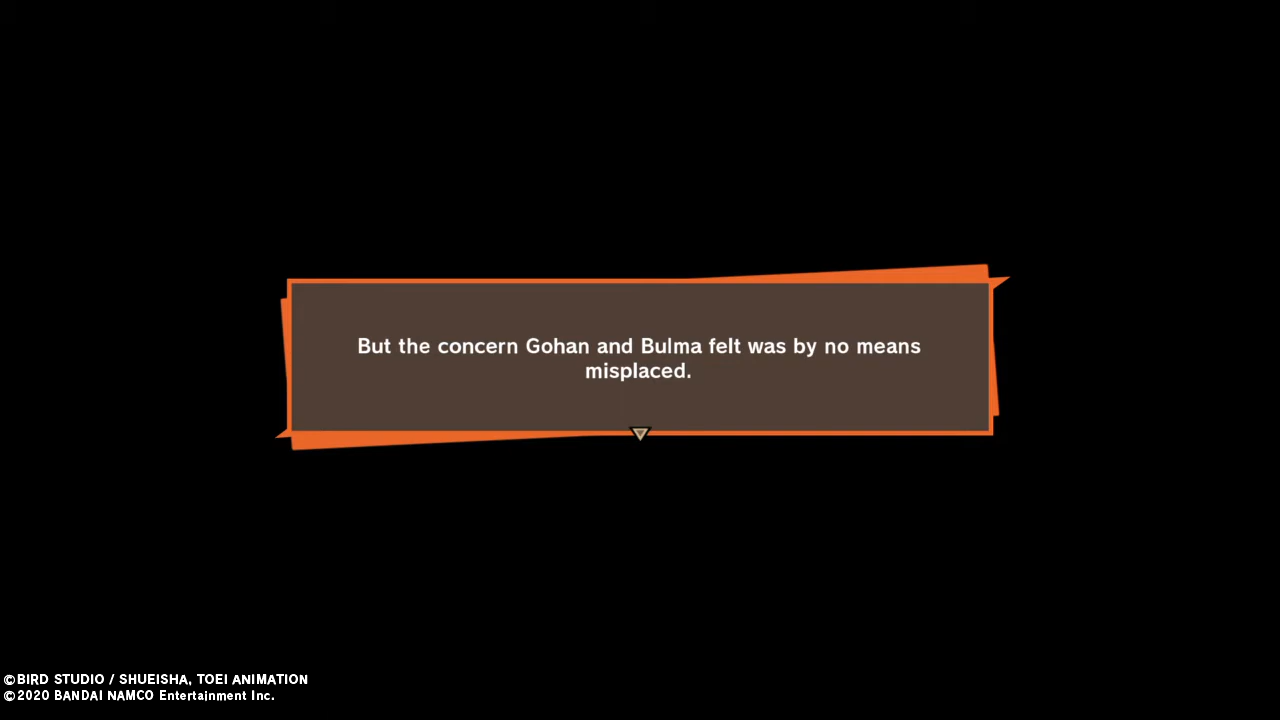 But the concern Gohan and Bulma felt was by no means
misplaced.
©BIRD STUDIO / SHUEISHA, TOEI ANIMATION
©2020 BANDAI NAMCO Entertainment Inc.